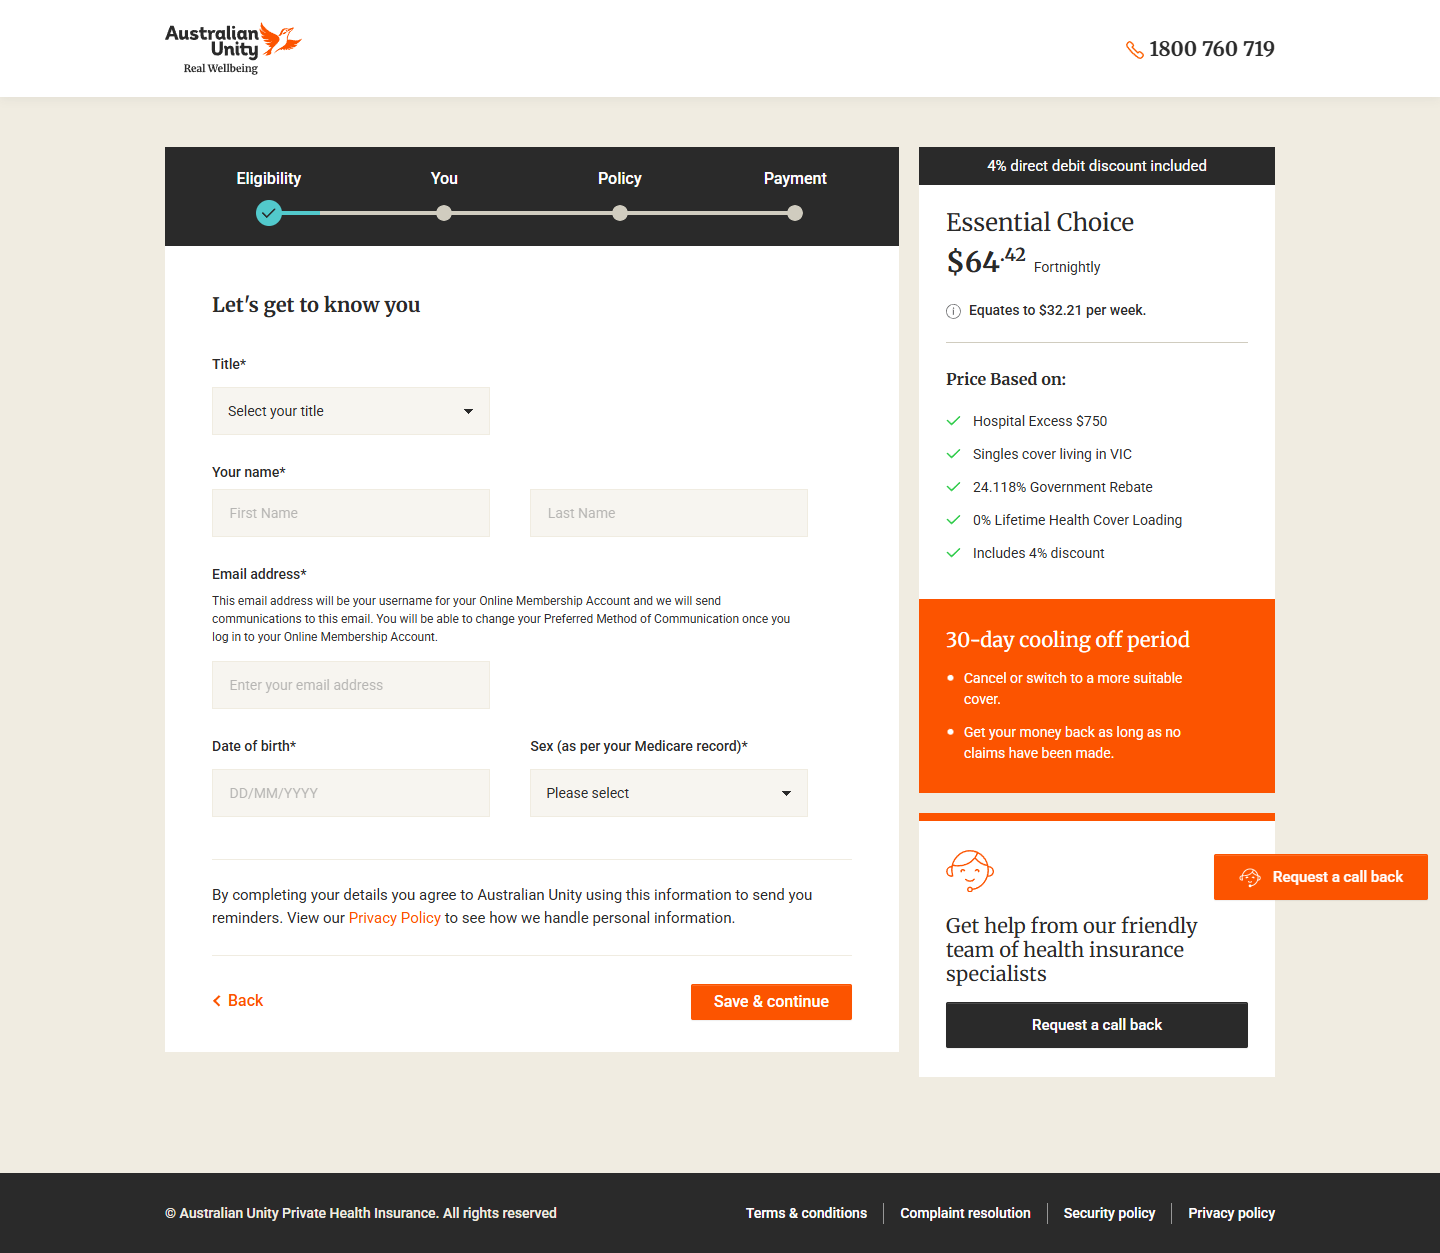 Australian
Unity
Real Wellbeing
1800 760 719
Eligibility
You
Policy
Payment
Let's get to know you
Title*
Select your title
Your name*
First Name
Last Name
Email address*
This email address will be your username for your Online Membership Account and we will send
communications to this email. You will be able to change your Preferred Method of Communication once you
log in to your Online Membership Account.
Enter your email address
Date of birth*
Sex (as per your Medicare record)*
DD/MM/YYYY
Please select
By completing your details you agree to Australian Unity using this information to send you
reminders. View our Privacy Policy to see how we handle personal information.
Back
Save & continue
4% direct debit discount included
Essential Choice
$64.42 Fortnightly
Equates to $32.21 per week.
Price Based on:
Hospital Excess $750
Singles cover living in VIC
24.118% Government Rebate
0% Lifetime Health Cover Loading
Includes 4% discount
30-day cooling off period
Cancel or switch to a more suitable
cover.
Get your money back as long as no
claims have been made.
Request a call back
Get help from our friendly
team of health insurance
specialists
Request a call back
© Australian Unity Private Health Insurance. All rights reserved
Terms & conditions
Complaint resolution
Security policy
Privacy policy